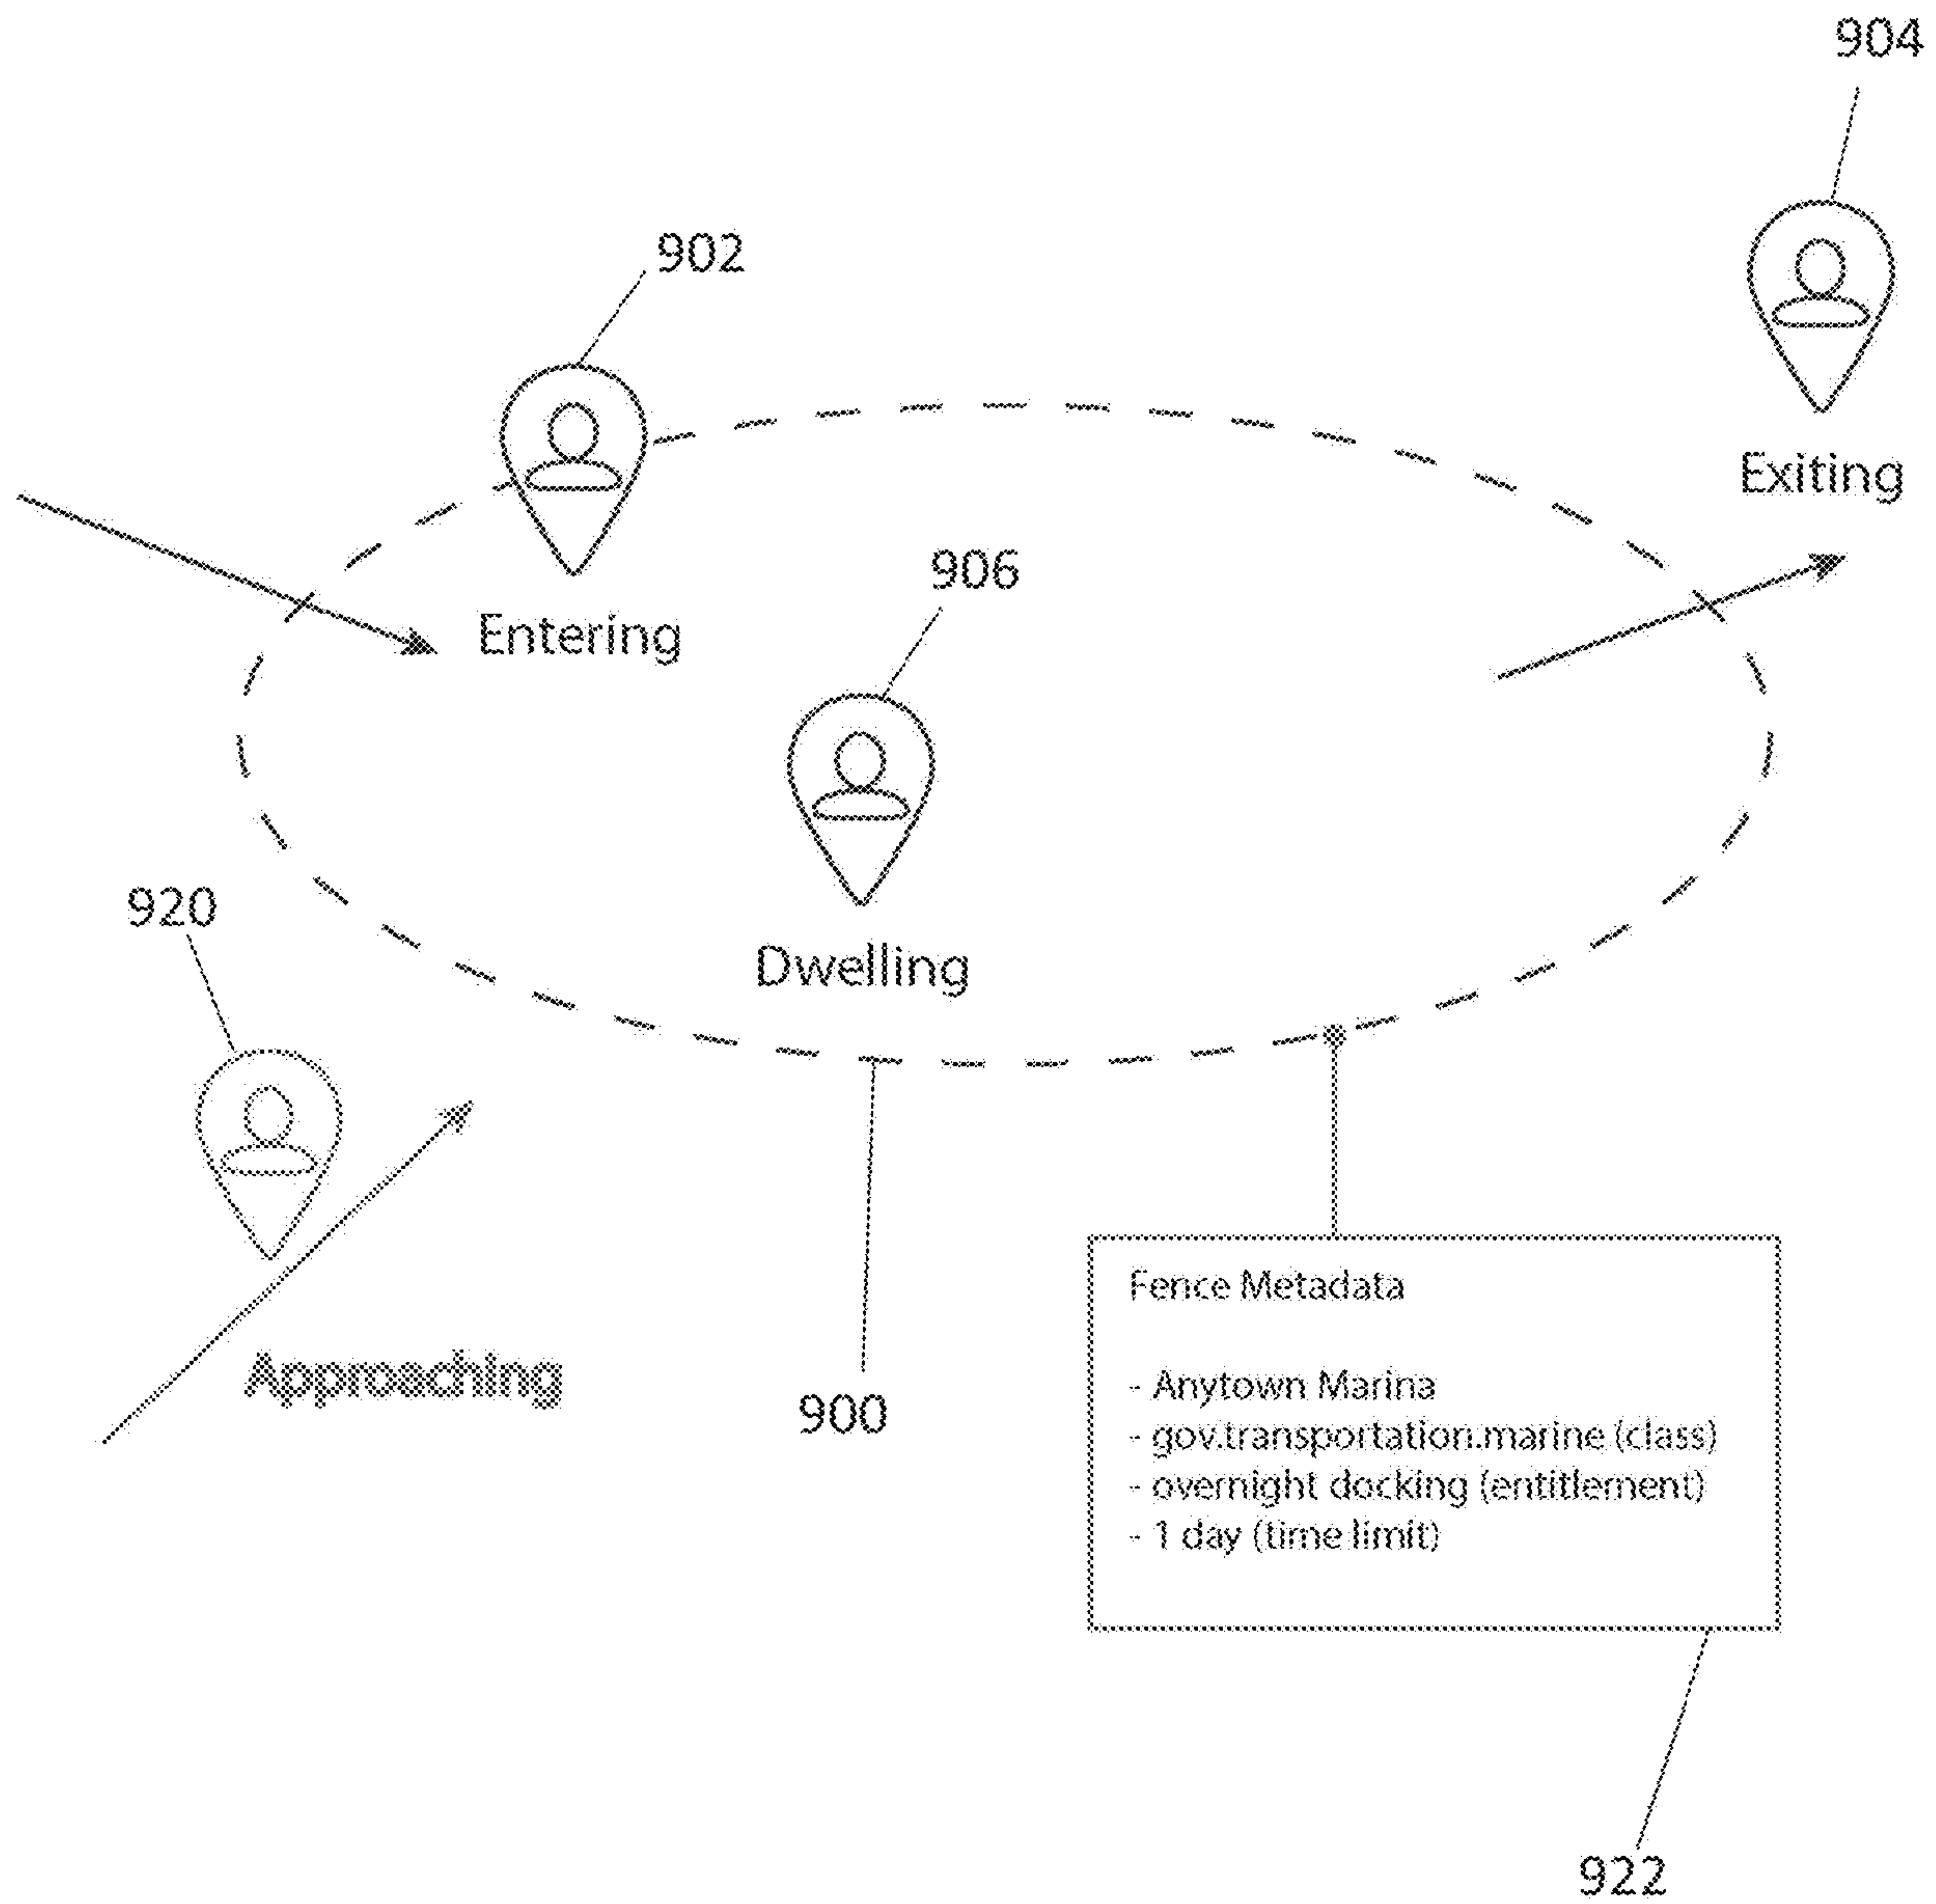 904
902
Exiting
906
Entering
920
Dwelling
Approaching
900
Fence Metadata
- Anytown Marina
- gov.transportation.marine (class)
- overnight docking (entitlement)
- 1 day (time limit)
922